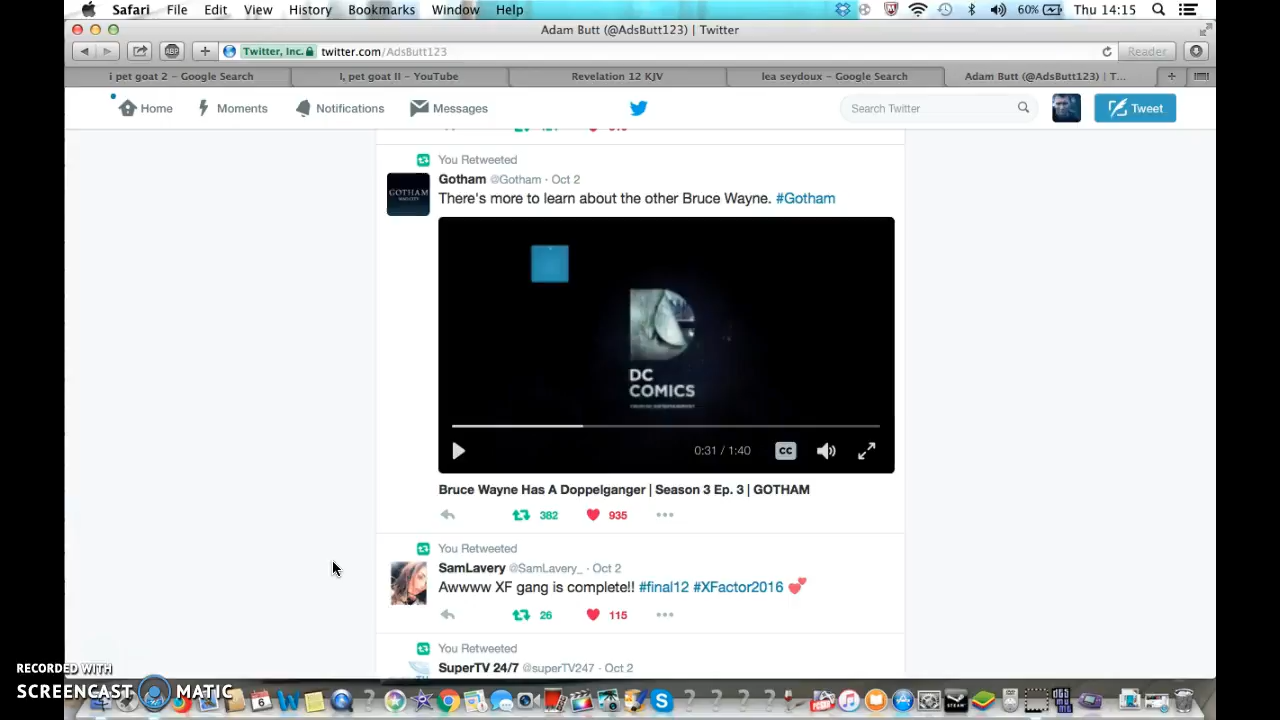 Safari File Edit View History Bookmarks Window Help 60% Thu 14:15
Adam Butt (@AdsButt123) | Twitter
ABP + Twitter, Inc. twitter.com/AdsButt123 Reader
i pet goat 2 – Google Search I, pet goat II – YouTube Revelation 12 KJV lea seydoux – Google Search Adam Butt (@AdsButt123) | T... +
Home Moments Notifications Messages Search Twitter Tweet
You Retweeted
Gotham @Gotham · Oct 2
GOTHAM
There's more to learn about the other Bruce Wayne. #Gotham
DC
COMICS
0:31 / 1:40 CC
Bruce Wayne Has A Doppelganger | Season 3 Ep. 3 | GOTHAM
382 935
You Retweeted
SamLavery @SamLavery_ · Oct 2
Awwww XF gang is complete!! #final12 #XFactor2016
26 115
You Retweeted
SuperTV 24/7 @superTV247 · Oct 2
RECORDED WITH
SCREENCAST MATIC
6 W S STEAM